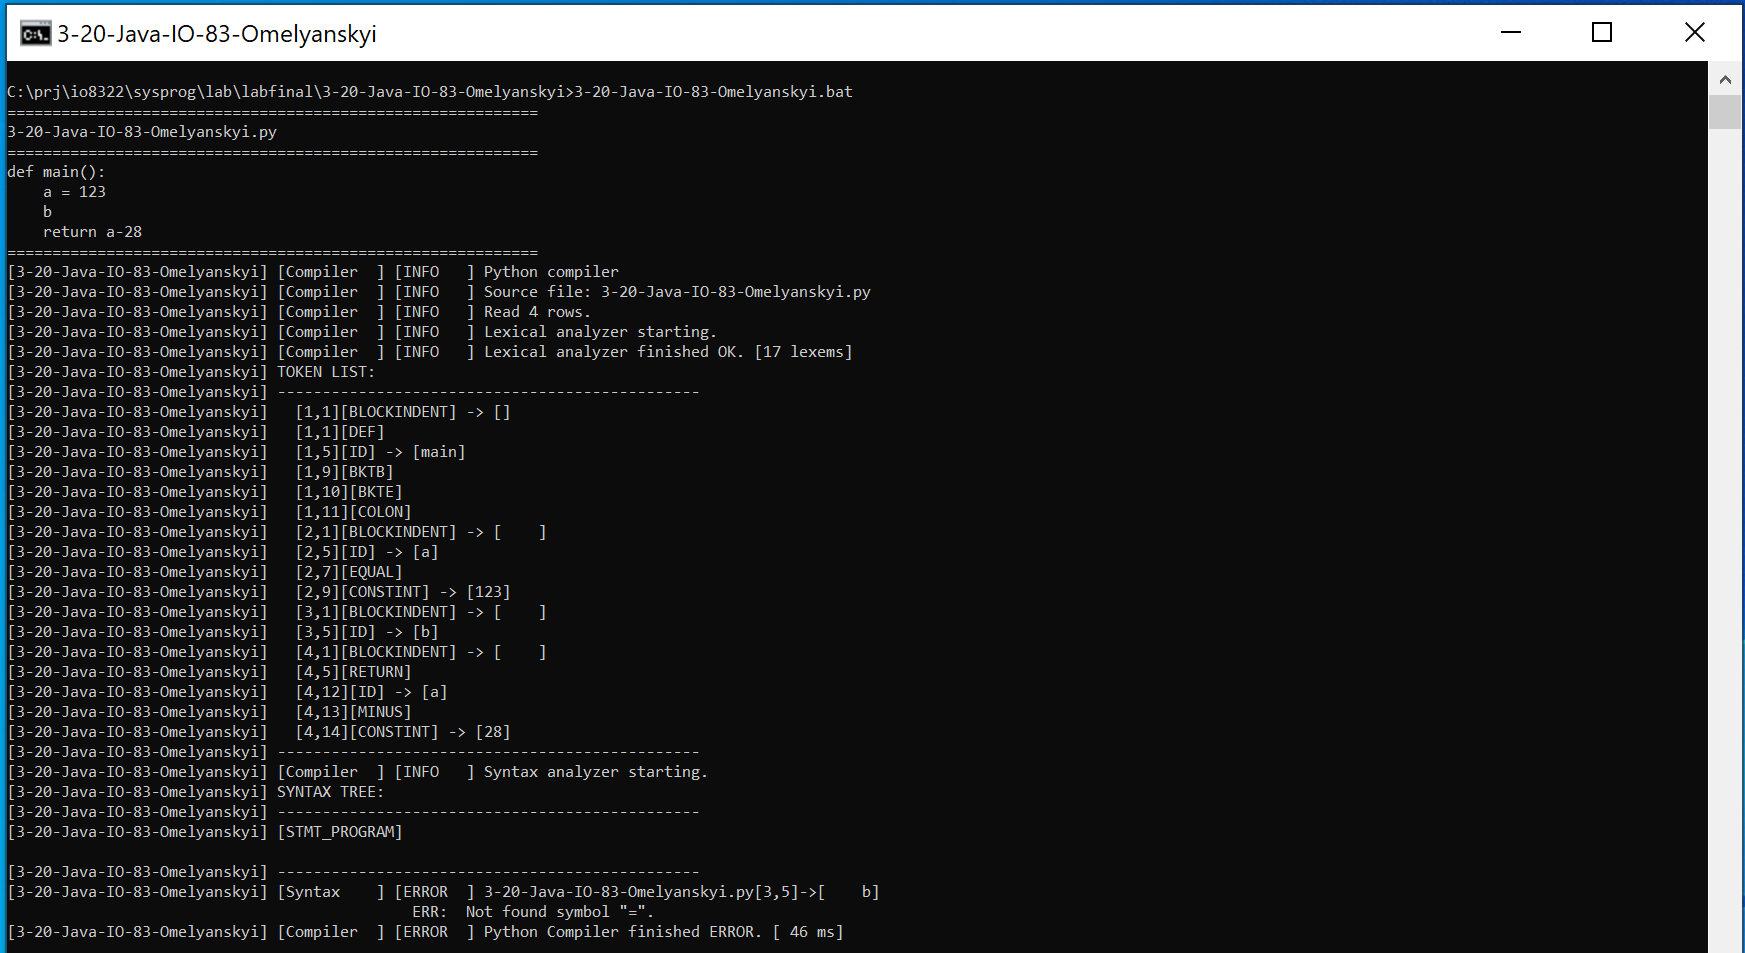 3-20-Java-IO-83-Omelyanskyi
C:\prj\io8322\sysprog\lab\labfinal\3-20-Java-IO-83-Omelyanskyi>3-20-Java-IO-83-Omelyanskyi.bat
===========================================================
3-20-Java-IO-83-Omelyanskyi.py
===========================================================
def main():
    a = 123
    b
    return a-28
===========================================================
[3-20-Java-IO-83-Omelyanskyi] [Compiler  ] [INFO   ] Python compiler
[3-20-Java-IO-83-Omelyanskyi] [Compiler  ] [INFO   ] Source file: 3-20-Java-IO-83-Omelyanskyi.py
[3-20-Java-IO-83-Omelyanskyi] [Compiler  ] [INFO   ] Read 4 rows.
[3-20-Java-IO-83-Omelyanskyi] [Compiler  ] [INFO   ] Lexical analyzer starting.
[3-20-Java-IO-83-Omelyanskyi] [Compiler  ] [INFO   ] Lexical analyzer finished OK. [17 lexems]
[3-20-Java-IO-83-Omelyanskyi] TOKEN LIST:
[3-20-Java-IO-83-Omelyanskyi] -----------------------------------------------
[3-20-Java-IO-83-Omelyanskyi]   [1,1][BLOCKINDENT] -> []
[3-20-Java-IO-83-Omelyanskyi]   [1,1][DEF]
[3-20-Java-IO-83-Omelyanskyi]   [1,5][ID] -> [main]
[3-20-Java-IO-83-Omelyanskyi]   [1,9][BKTB]
[3-20-Java-IO-83-Omelyanskyi]   [1,10][BKTE]
[3-20-Java-IO-83-Omelyanskyi]   [1,11][COLON]
[3-20-Java-IO-83-Omelyanskyi]   [2,1][BLOCKINDENT] -> [    ]
[3-20-Java-IO-83-Omelyanskyi]   [2,5][ID] -> [a]
[3-20-Java-IO-83-Omelyanskyi]   [2,7][EQUAL]
[3-20-Java-IO-83-Omelyanskyi]   [2,9][CONSTINT] -> [123]
[3-20-Java-IO-83-Omelyanskyi]   [3,1][BLOCKINDENT] -> [    ]
[3-20-Java-IO-83-Omelyanskyi]   [3,5][ID] -> [b]
[3-20-Java-IO-83-Omelyanskyi]   [4,1][BLOCKINDENT] -> [    ]
[3-20-Java-IO-83-Omelyanskyi]   [4,5][RETURN]
[3-20-Java-IO-83-Omelyanskyi]   [4,12][ID] -> [a]
[3-20-Java-IO-83-Omelyanskyi]   [4,13][MINUS]
[3-20-Java-IO-83-Omelyanskyi]   [4,14][CONSTINT] -> [28]
[3-20-Java-IO-83-Omelyanskyi] -----------------------------------------------
[3-20-Java-IO-83-Omelyanskyi] [Compiler  ] [INFO   ] Syntax analyzer starting.
[3-20-Java-IO-83-Omelyanskyi] SYNTAX TREE:
[3-20-Java-IO-83-Omelyanskyi] -----------------------------------------------
[3-20-Java-IO-83-Omelyanskyi] [STMT_PROGRAM]
[3-20-Java-IO-83-Omelyanskyi] -----------------------------------------------
[3-20-Java-IO-83-Omelyanskyi] [Syntax    ] [ERROR  ] 3-20-Java-IO-83-Omelyanskyi.py[3,5]->[    b]
ERR:  Not found symbol "=".
[3-20-Java-IO-83-Omelyanskyi] [Compiler  ] [ERROR  ] Python Compiler finished ERROR. [ 46 ms]